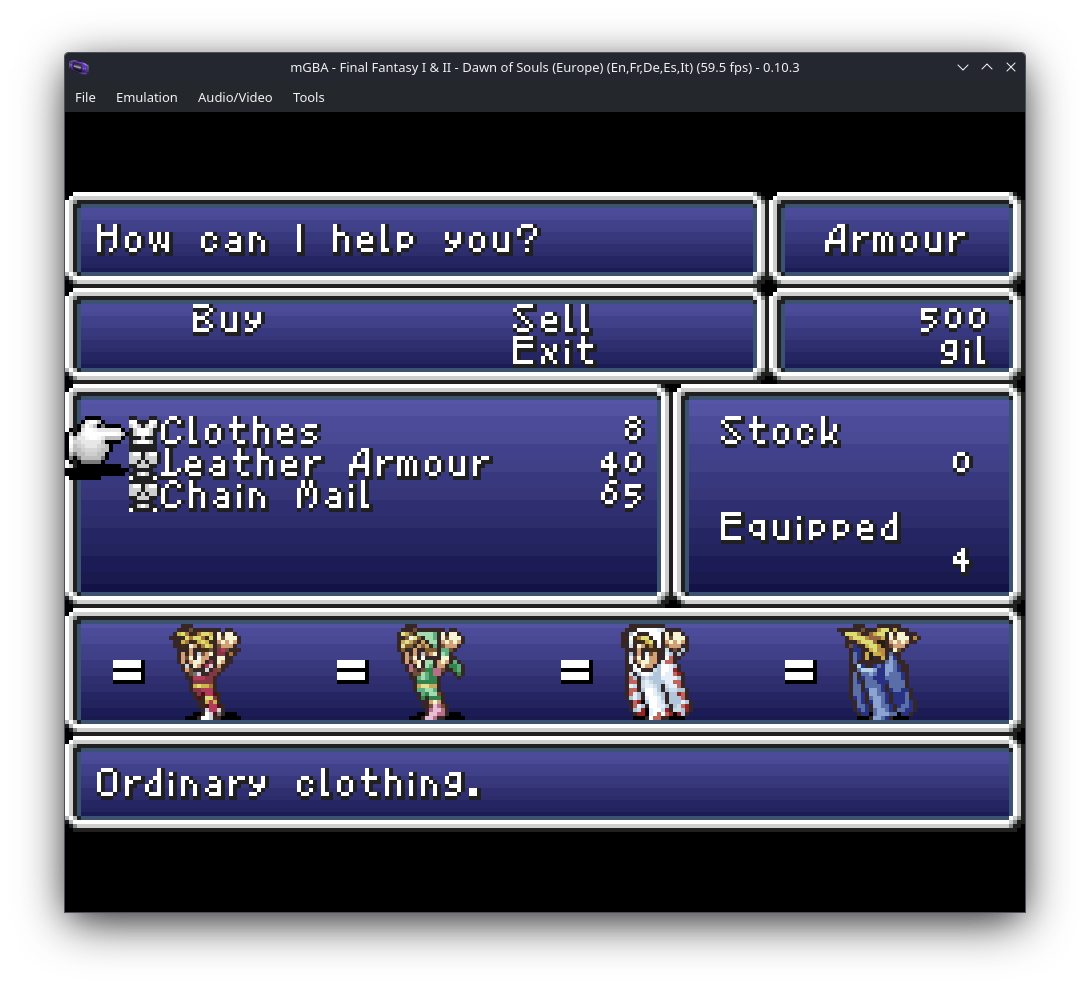 mGBA - Final Fantasy I & II - Dawn of Souls (Europe) (En,Fr,De,Es,It) (59.5 fps) - 0.10.3
File Emulation Audio/Video Tools
How can I help you?
Armour
Buy Sell
Exit
500
gil
Clothes 8
Leather Armour 40
Chain Mail 65
Stock
0
Equipped
4
= = = =
Ordinary clothing.